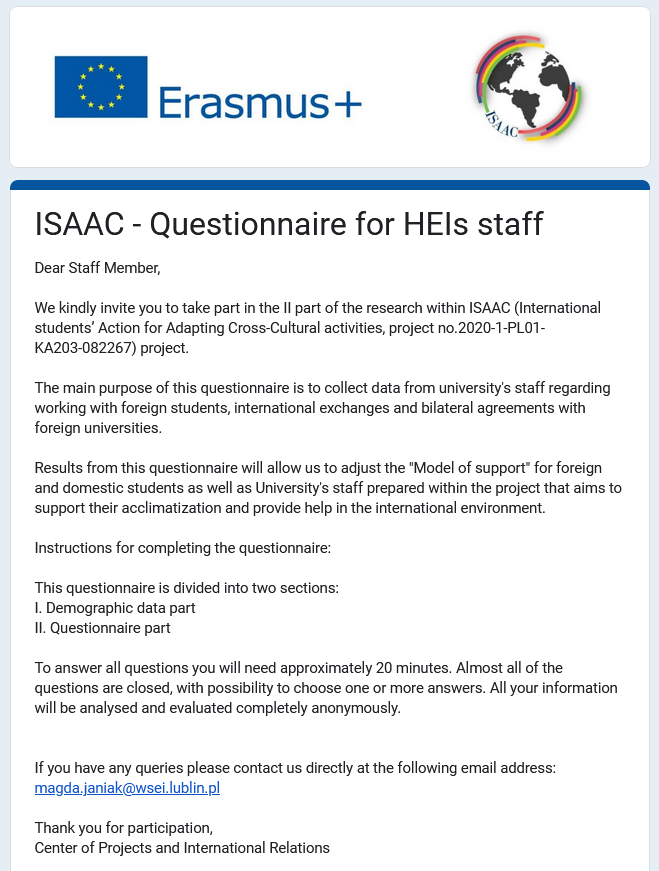 Erasmus+
ISAAC
ISAAC - Questionnaire for HEIs staff
Dear Staff Member,
We kindly invite you to take part in the II part of the research within ISAAC (International
students’ Action for Adapting Cross-Cultural activities, project no.2020-1-PL01-
KA203-082267) project.
The main purpose of this questionnaire is to collect data from university's staff regarding
working with foreign students, international exchanges and bilateral agreements with
foreign universities.
Results from this questionnaire will allow us to adjust the "Model of support" for foreign
and domestic students as well as University's staff prepared within the project that aims to
support their acclimatization and provide help in the international environment.
Instructions for completing the questionnaire:
This questionnaire is divided into two sections:
I. Demographic data part
II. Questionnaire part
To answer all questions you will need approximately 20 minutes. Almost all of the
questions are closed, with possibility to choose one or more answers. All your information
will be analysed and evaluated completely anonymously.
If you have any queries please contact us directly at the following email address:
magda.janiak@wsei.lublin.pl
Thank you for participation,
Center of Projects and International Relations